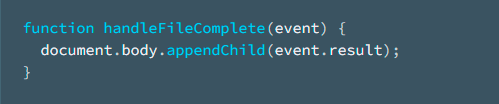 function handleFileComplete(event) {
  document.body.appendChild(event.result);
}